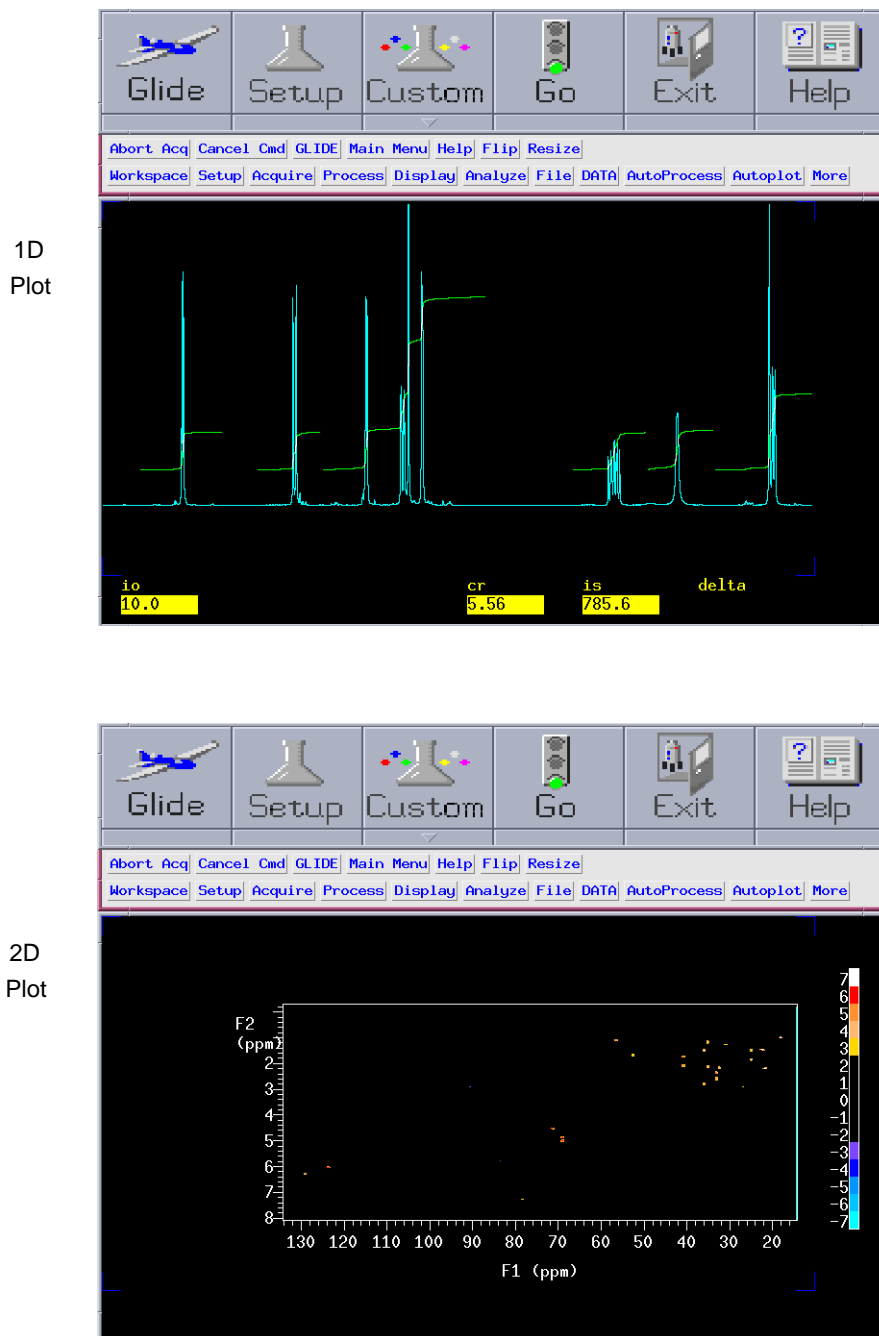 Glide Setup Custom Go Exit Help
Abort Acq Cancel Cmd GLIDE Main Menu Help Flip Resize
Workspace Setup Acquire Process Display Analyze File DATA AutoProcess Autoplot More
1D
Plot
io cr is delta
10.0 5.56 785.6
Glide Setup Custom Go Exit Help
Abort Acq Cancel Cmd GLIDE Main Menu Help Flip Resize
Workspace Setup Acquire Process Display Analyze File DATA AutoProcess Autoplot More
2D
Plot
F2
(ppm)
2
3
4
5
6
7
8
130 120 110 100 90 80 70 60 50 40 30 20
F1 (ppm)
7
6
5
4
3
2
1
0
-1
-2
-3
-4
-5
-6
-7